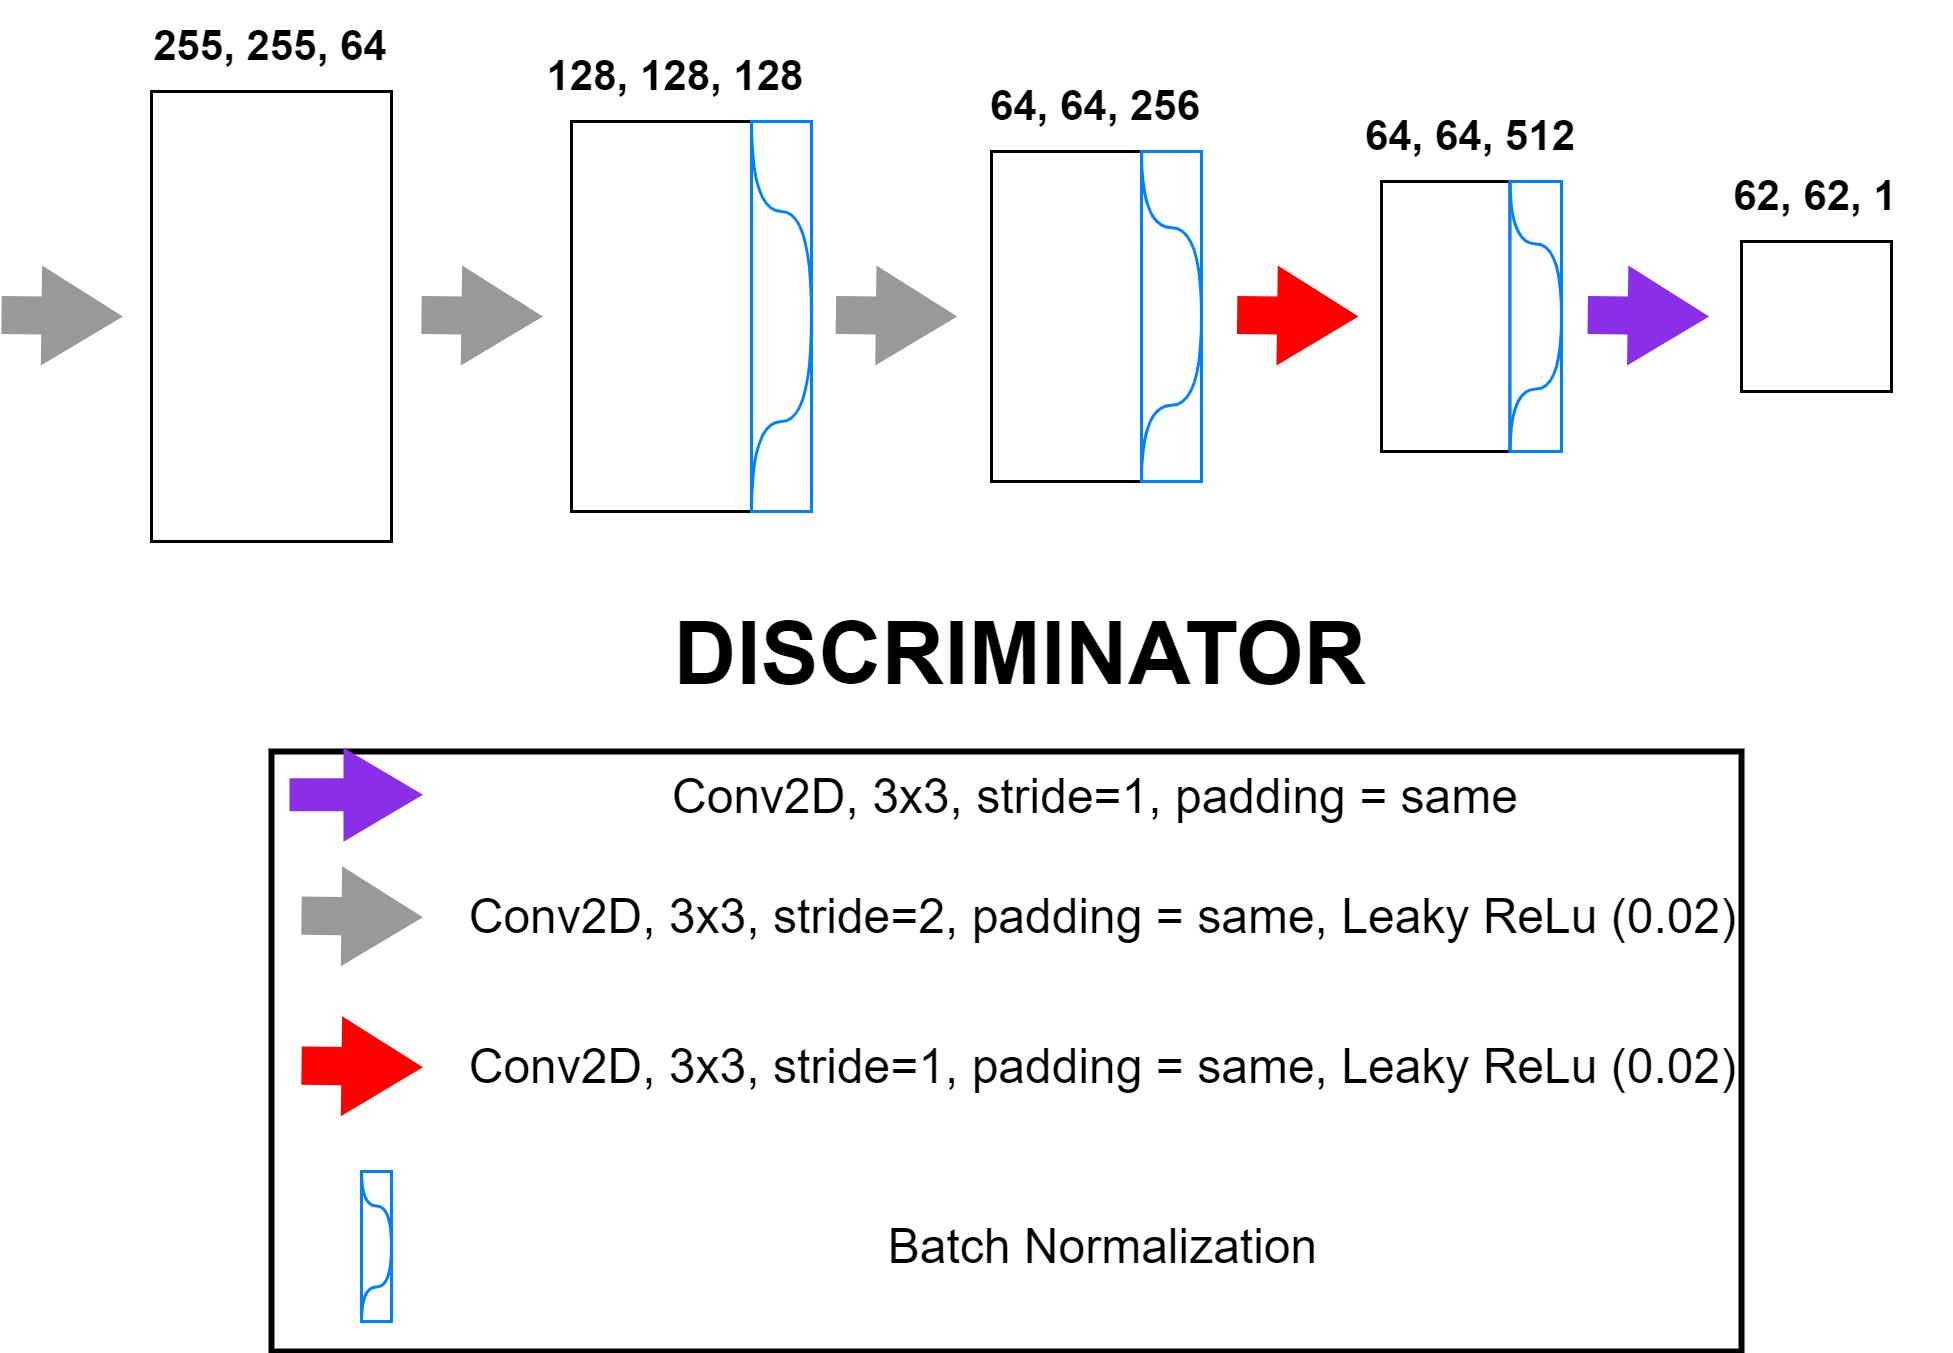 255, 255, 64
128, 128, 128
64, 64, 256
64, 64, 512
62, 62, 1
DISCRIMINATOR
Conv2D, 3x3, stride=1, padding = same
Conv2D, 3x3, stride=2, padding = same, Leaky ReLu (0.02)
Conv2D, 3x3, stride=1, padding = same, Leaky ReLu (0.02)
Batch Normalization